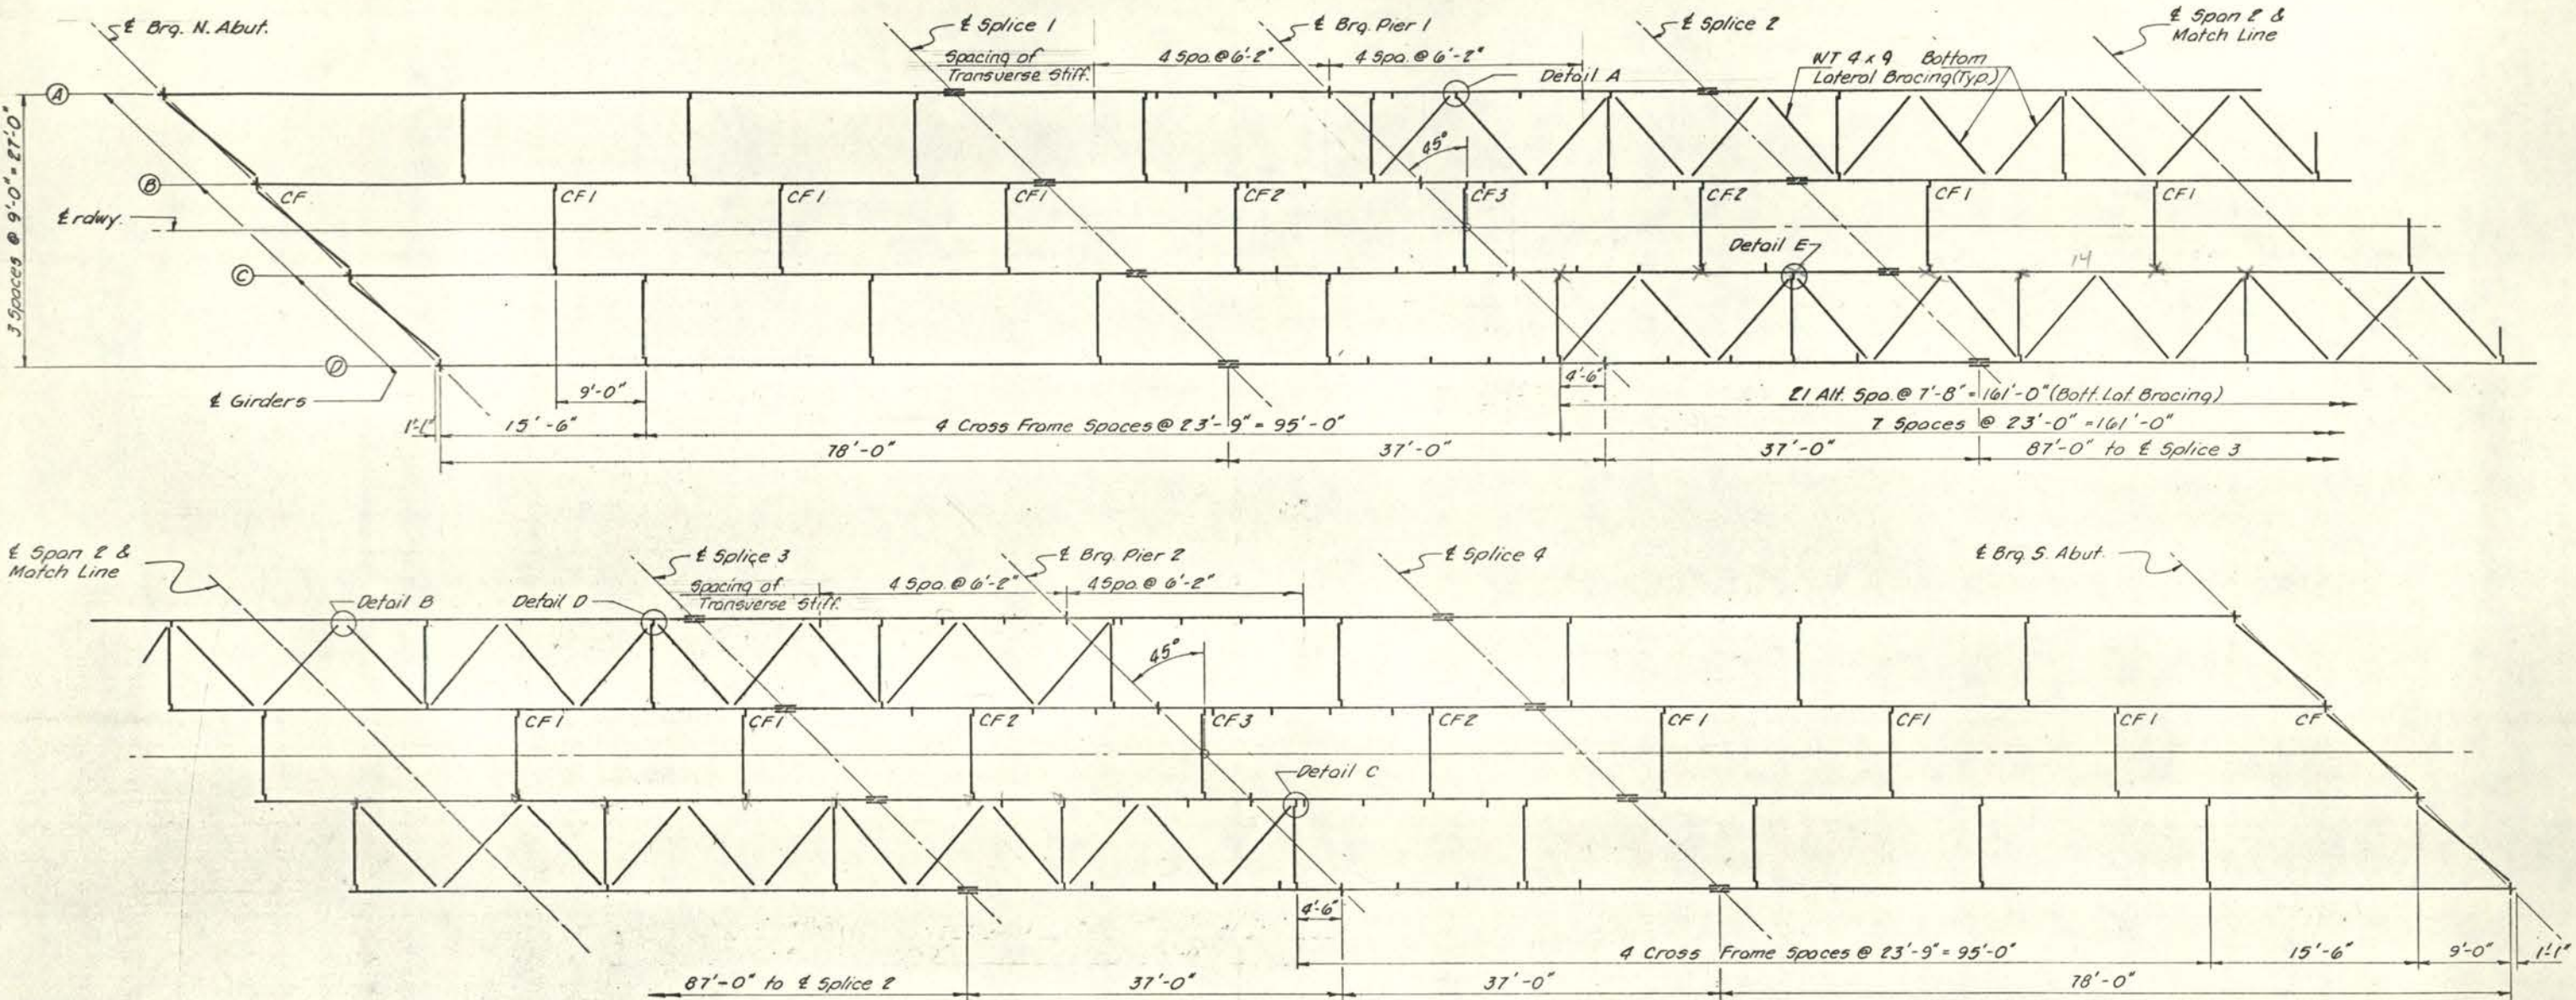 ℄ Brg. N. Abut.
℄ Splice 1
Spacing of
Transverse Stiff.
4 Spa. @ 6'-2"
℄ Brg. Pier 1
4 Spa. @ 6'-2"
Detail A
℄ Splice 2
WT 4 x 9 Bottom
Lateral Bracing (Typ.)
℄ Span 2 &
Match Line
A
B
C
D
3 Spaces @ 9'-0" = 27'-0"
℄ rdwy.
℄ Girders
45°
CF
CF1
CF1
CF1
CF2
CF3
CF2
CF1
CF1
Detail E
14
1'-1"
9'-0"
15'-6"
4 Cross Frame Spaces @ 23'-9" = 95'-0"
78'-0"
37'-0"
4'-6"
21 Alt. Spa. @ 7'-8" = 161'-0" (Bott. Lat. Bracing)
7 Spaces @ 23'-0" = 161'-0"
37'-0"
87'-0" to ℄ Splice 3
℄ Span 2 &
Match Line
Detail B
Detail D
℄ Splice 3
Spacing of
Transverse Stiff.
4 Spa. @ 6'-2"
℄ Brg. Pier 2
4 Spa. @ 6'-2"
℄ Splice 4
℄ Brg. S. Abut.
45°
CF1
CF1
CF2
CF3
CF2
CF1
CF1
CF1
CF
Detail C
4'-6"
4 Cross Frame Spaces @ 23'-9" = 95'-0"
15'-6"
9'-0"
1'-1"
87'-0" to ℄ Splice 2
37'-0"
37'-0"
78'-0"